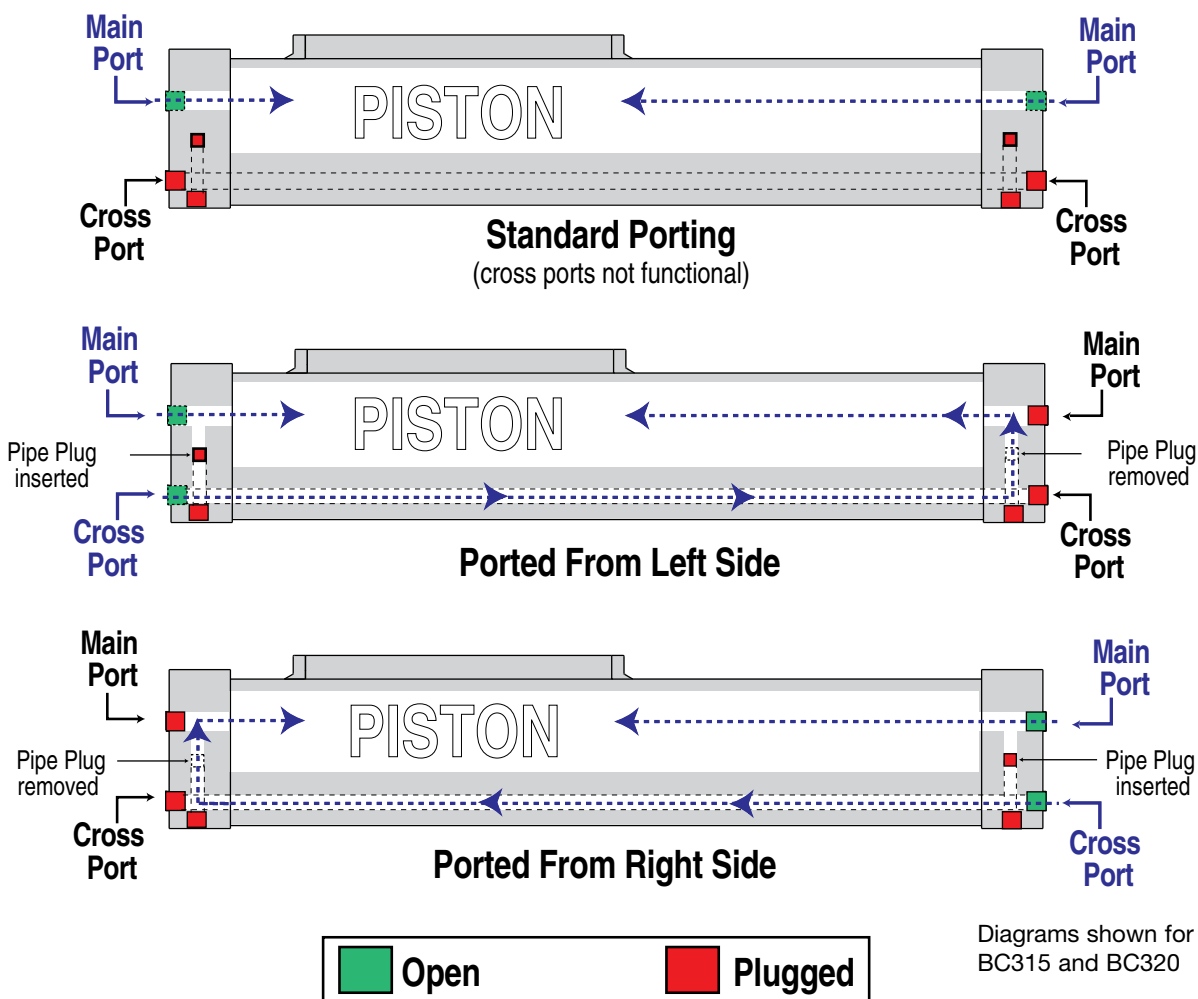 Main
Port
Main
Port
PISTON
Cross
Port
Cross
Port
Standard Porting
(cross ports not functional)
Main
Port
Main
Port
PISTON
Pipe Plug
inserted
Pipe Plug
removed
Cross
Port
Cross
Port
Ported From Left Side
Main
Port
Main
Port
PISTON
Pipe Plug
removed
Pipe Plug
inserted
Cross
Port
Cross
Port
Ported From Right Side
Open
Plugged
Diagrams shown for
BC315 and BC320